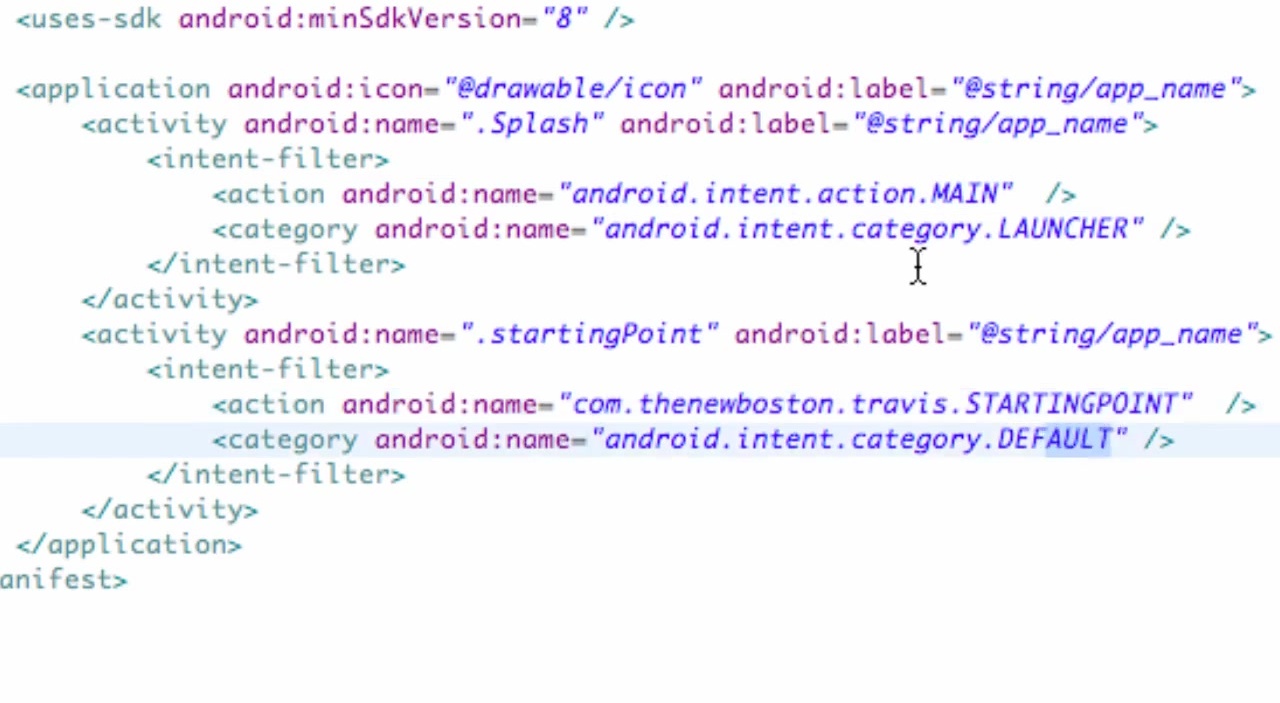 <uses-sdk android:minSdkVersion="8" />
<application android:icon="@drawable/icon" android:label="@string/app_name">
<activity android:name=".Splash" android:label="@string/app_name">
<intent-filter>
<action android:name="android.intent.action.MAIN"  />
<category android:name="android.intent.category.LAUNCHER" />
</intent-filter>
</activity>
<activity android:name=".startingPoint" android:label="@string/app_name">
<intent-filter>
<action android:name="com.thenewboston.travis.STARTINGPOINT"  />
<category android:name="android.intent.category.DEFAULT" />
</intent-filter>
</activity>
</application>
anifest>